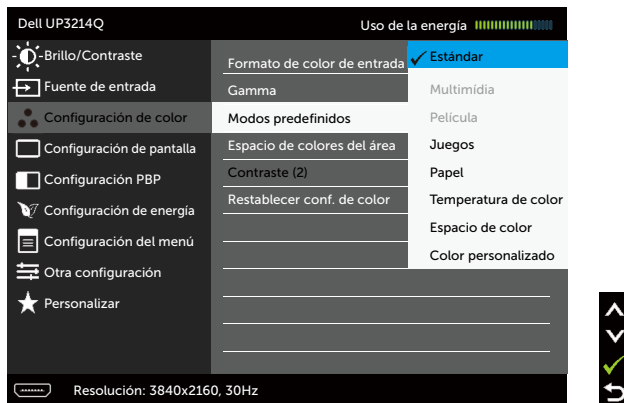 Dell UP3214Q
Uso de la energía
Brillo/Contraste
Fuente de entrada
Configuración de color
Configuración de pantalla
Configuración PBP
Configuración de energía
Configuración del menú
Otra configuración
Personalizar
Formato de color de entrada
Gamma
Modos predefinidos
Espacio de colores del área
Contraste (2)
Restablecer conf. de color
Estándar
Multimídia
Película
Juegos
Papel
Temperatura de color
Espacio de color
Color personalizado
Resolución: 3840x2160, 30Hz